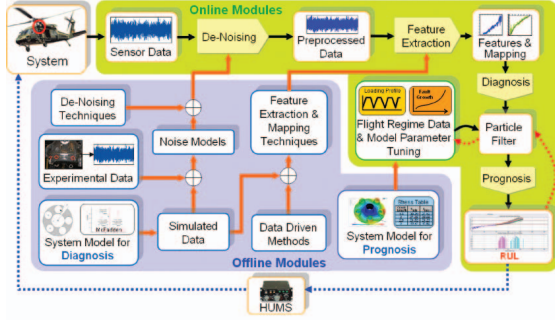 Online Modules
System
Sensor Data
De-Noising
Preprocessed
Data
Feature
Extraction
Features &
Mapping
Diagnosis
Particle
Filter
Prognosis
RUL
Loading Profile
Fault
Growth
Flight Regime Data
& Model Parameter
Tuning
De-Noising
Techniques
Noise Models
Feature
Extraction &
Mapping
Techniques
Experimental Data
McFadden
System Model for
Diagnosis
Simulated
Data
Data Driven
Methods
Stress Table
System Model for
Prognosis
Offline Modules
HUMS